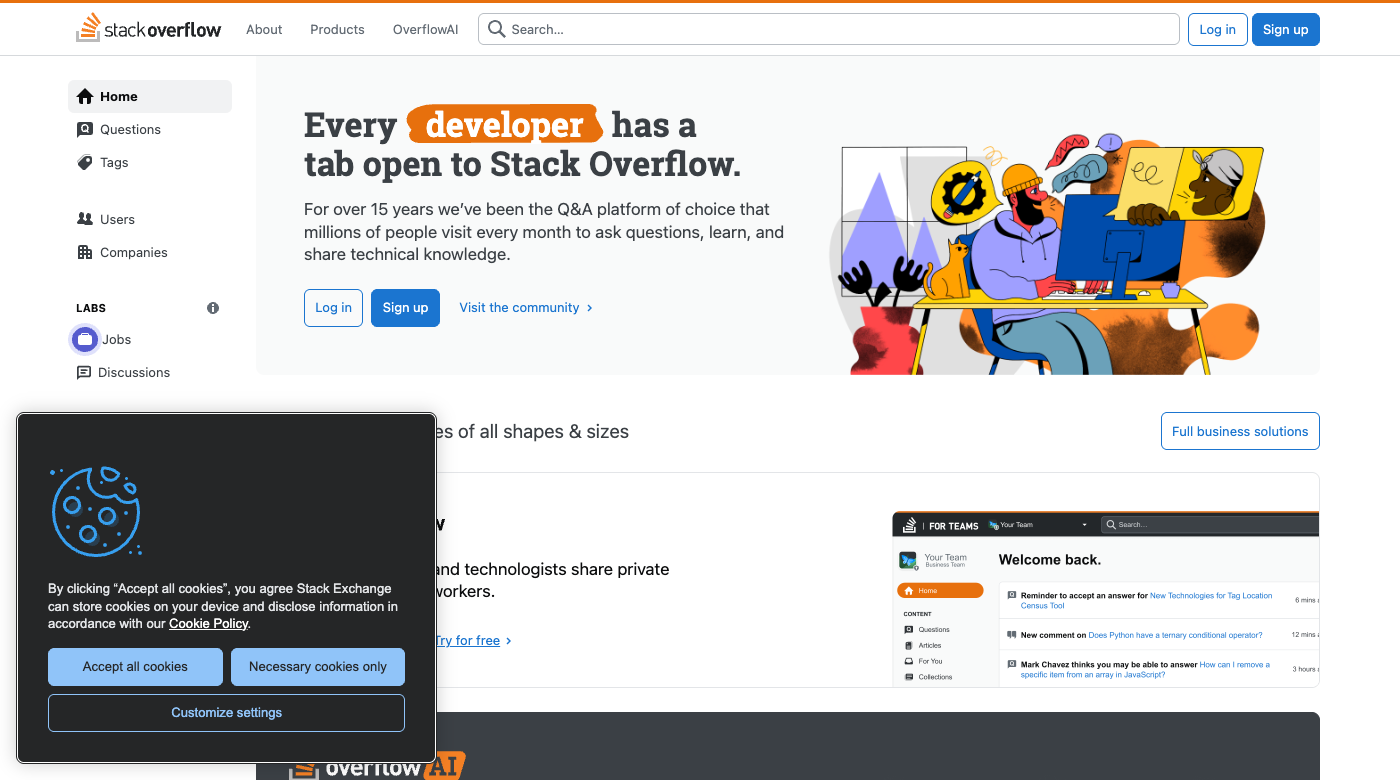 stack overflow
About
Products
OverflowAI
Search...
Log in
Sign up
Home
Questions
Tags
Users
Companies
LABS
Jobs
Discussions
Every developer has a
tab open to Stack Overflow.
For over 15 years we’ve been the Q&A platform of choice that
millions of people visit every month to ask questions, learn, and
share technical knowledge.
Log in
Sign up
Visit the community
es of all shapes & sizes
Full business solutions
w
and technologists share private
workers.
Try for free
FOR TEAMS
Your Team
Search...
Your Team
Business Team
Home
CONTENT
Questions
Articles
For You
Collections
Welcome back.
Reminder to accept an answer for New Technologies for Tag Location
Census Tool
6 mins a
New comment on Does Python have a ternary conditional operator?
12 mins a
Mark Chavez thinks you may be able to answer How can I remove a
specific item from an array in JavaScript?
3 hours a
By clicking “Accept all cookies”, you agree Stack Exchange
can store cookies on your device and disclose information in
accordance with our Cookie Policy.
Accept all cookies
Necessary cookies only
Customize settings
overflow AI